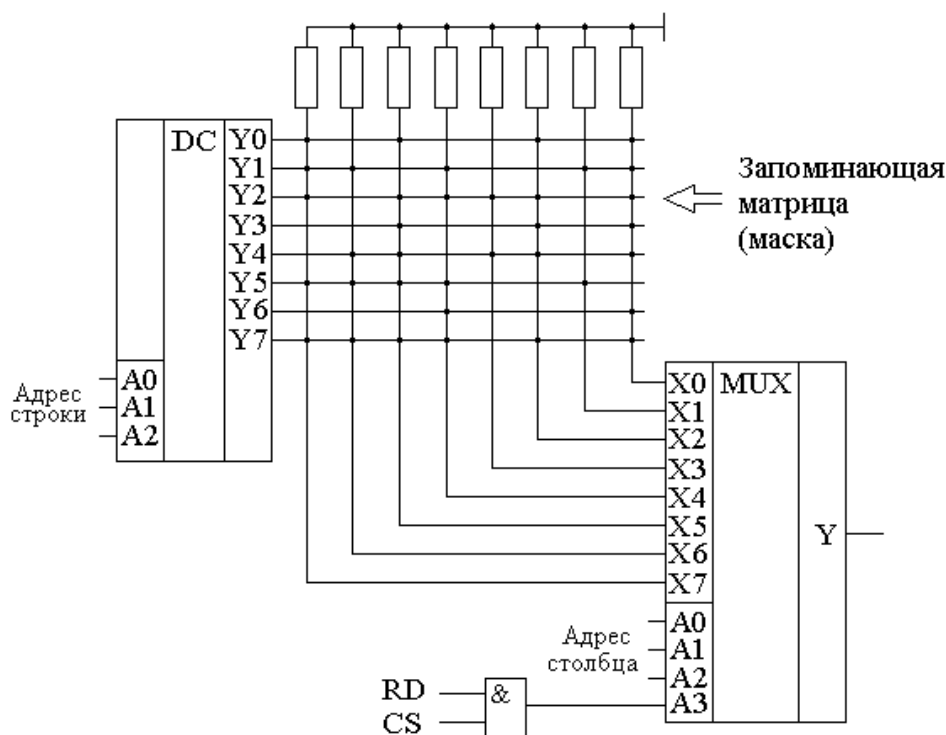 DC
Y0
Y1
Y2
Y3
Y4
Y5
Y6
Y7
Запоминающая
матрица
(маска)
Адрес
строки
A0
A1
A2
X0
X1
X2
X3
X4
X5
X6
X7
MUX
Y
Адрес
столбца
A0
A1
A2
A3
RD
CS
&